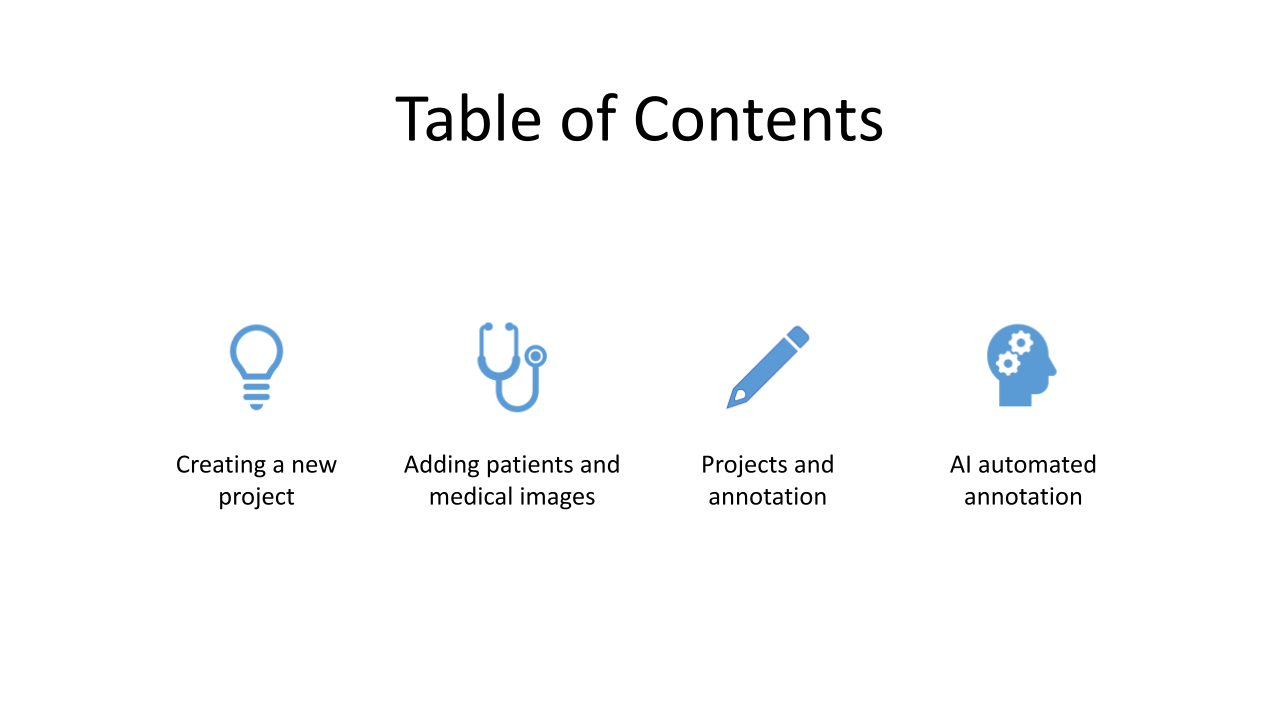 Table of Contents
Creating a new
project
Adding patients and
medical images
Projects and
annotation
AI automated
annotation